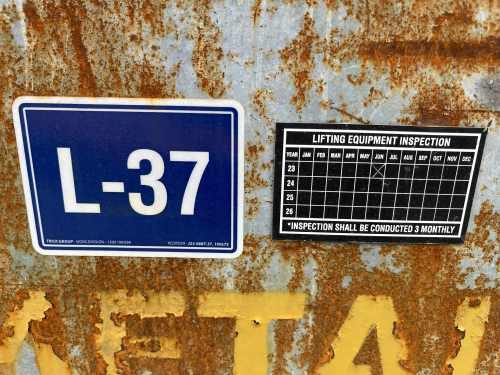 L-37
LIFTING EQUIPMENT INSPECTION
YEAR JAN FEB MAR APR MAY JUN JUL AUG SEP OCT NOV DEC
23
24
25
26
*INSPECTION SHALL BE CONDUCTED 3 MONTHLY
METAL